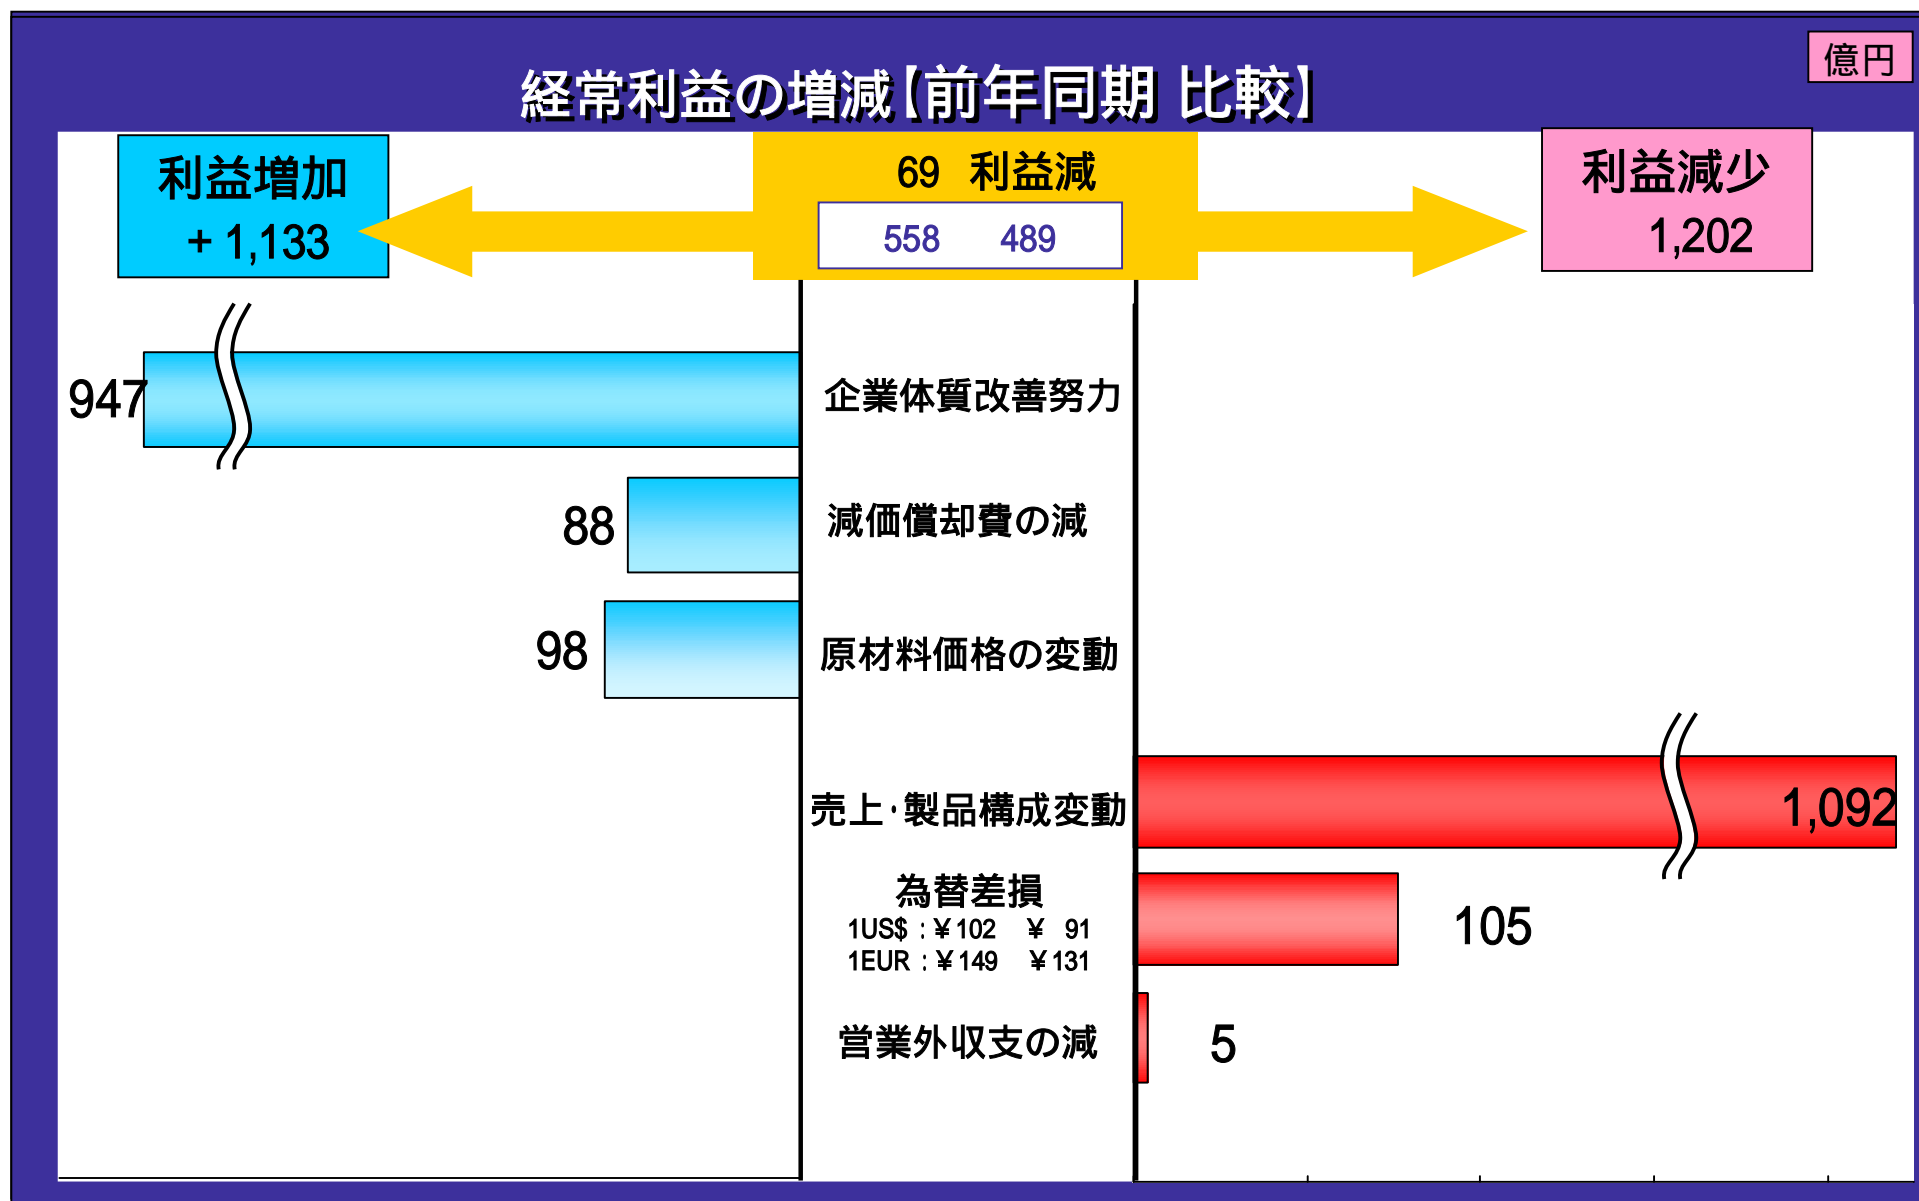 経常利益の増減【前年同期 比較】
億円
利益増加
+ 1,133
69 利益減
558 489
利益減少
1,202
947
企業体質改善努力
88
減価償却費の減
98
原材料価格の変動
売上・製品構成変動
1,092
為替差損
1US$ : ¥102 ¥ 91
1EUR : ¥149 ¥131
105
営業外収支の減
5